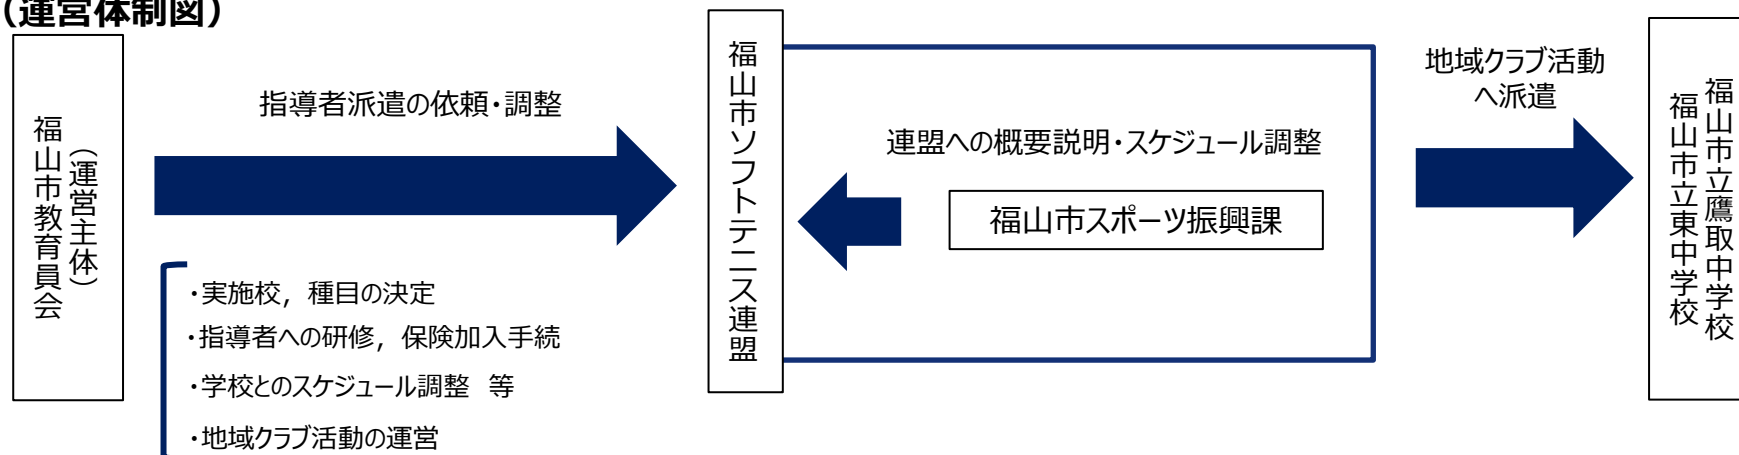 （運営体制図）
福山市教育員会
（運営主体）
指導者派遣の依頼・調整
・実施校，種目の決定
・指導者への研修，保険加入手続
・学校とのスケジュール調整　等
・地域クラブ活動の運営
福山市ソフトテニス連盟
連盟への概要説明・スケジュール調整
福山市スポーツ振興課
地域クラブ活動
へ派遣
福山市立鷹取中学校
福山市立東中学校